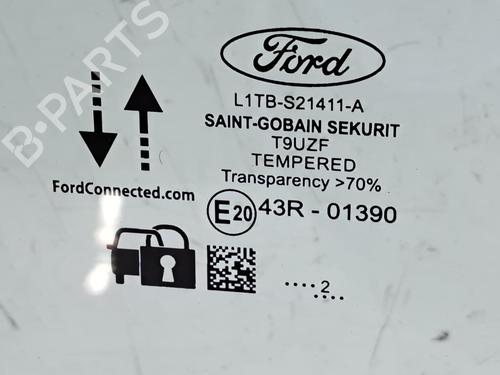 B-PARTS
Ford
L1TB-S21411-A
SAINT-GOBAIN SEKURIT
T9UZF
TEMPERED
Transparency >70%
FordConnected.com
E20 43R - 01390
....2....